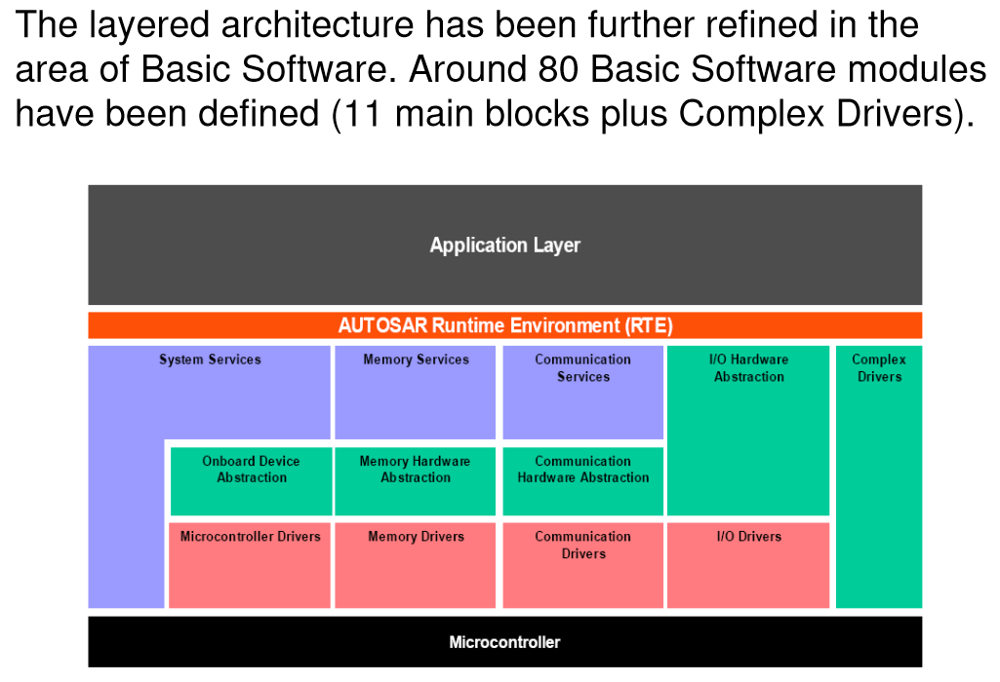 The layered architecture has been further refined in the
area of Basic Software. Around 80 Basic Software modules
have been defined (11 main blocks plus Complex Drivers).
Application Layer
AUTOSAR Runtime Environment (RTE)
System Services
Memory Services
Communication
Services
I/O Hardware
Abstraction
Complex
Drivers
Onboard Device
Abstraction
Memory Hardware
Abstraction
Communication
Hardware Abstraction
Microcontroller Drivers
Memory Drivers
Communication
Drivers
I/O Drivers
Microcontroller